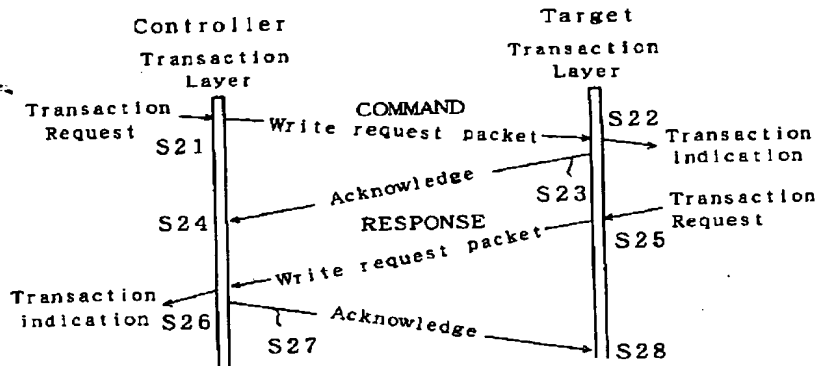 Controller
Transaction
Layer
Target
Transaction
Layer
Transaction
Request
S21
COMMAND
Write request packet
S22
Transaction
indication
Acknowledge
S23
S24
RESPONSE
Transaction
Request
S25
Write request packet
Transaction
indication
S26
S27
Acknowledge
S28